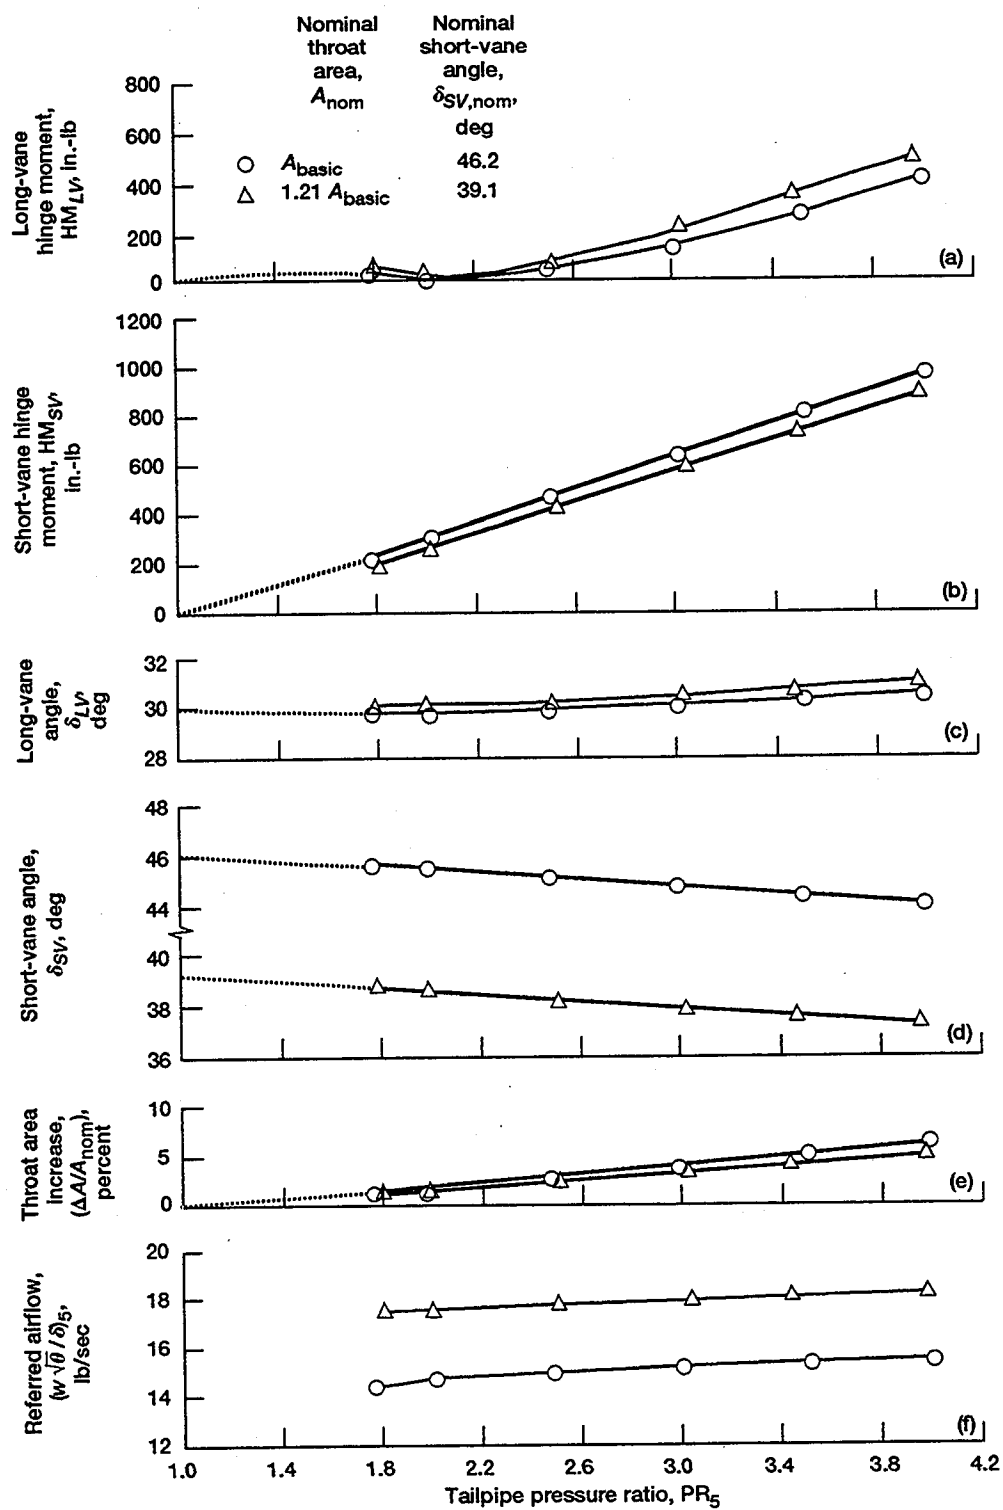 Nominal
throat
area,
A_nom
Nominal
short-vane
angle,
δ_SV,nom,
deg
A_basic 46.2
1.21 A_basic 39.1
Long-vane
hinge moment,
HM_LV, in.-lb
800
600
400
200
0
(a)
Short-vane hinge
moment, HM_SV,
in.-lb
1200
1000
800
600
400
200
0
(b)
Long-vane
angle,
δ_LV,
deg
32
30
28
(c)
Short-vane angle,
δ_SV, deg
48
46
44
40
38
36
(d)
Throat area
increase,
(ΔA/A_nom),
percent
10
5
0
(e)
Referred airflow,
(w√θ/δ)_5,
lb/sec
20
18
16
14
12
(f)
1.0 1.4 1.8 2.2 2.6 3.0 3.4 3.8 4.2
Tailpipe pressure ratio, PR_5